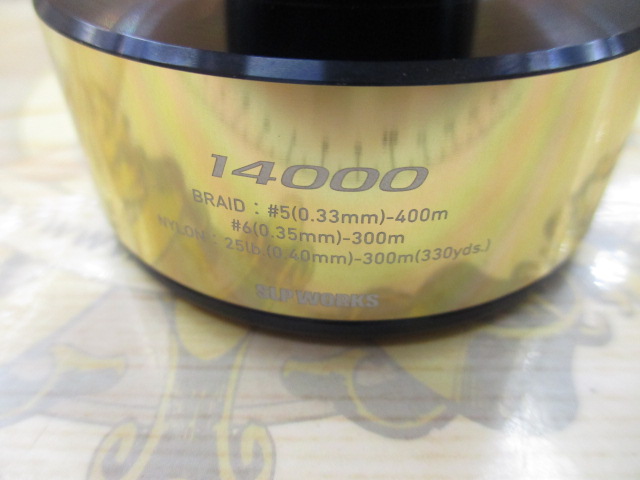 14000
BRAID : #5(0.33mm)-400m
#6(0.35mm)-300m
NYLON : 25lb.(0.40mm)-300m(330yds.)
SLP WORKS